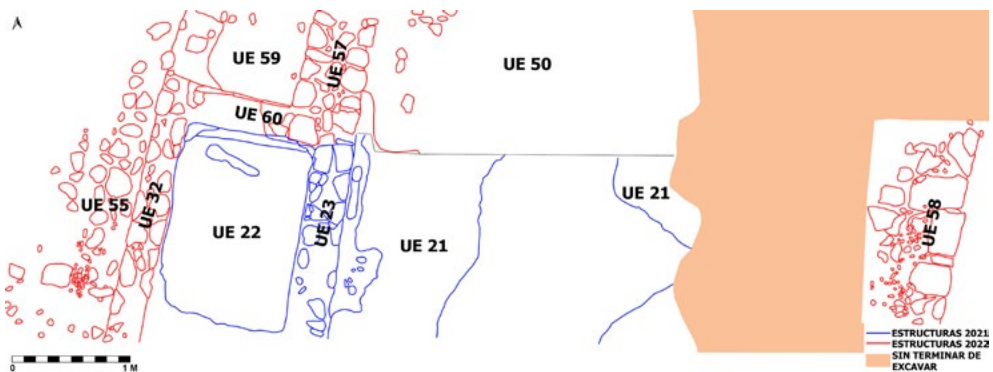 UE 59
UE 57
UE 50
UE 60
UE 55
UE 32
UE 22
UE 23
UE 21
UE 21
UE 58
ESTRUCTURAS 2021
ESTRUCTURAS 2022
SIN TERMINAR DE
EXCAVAR
0 1 M